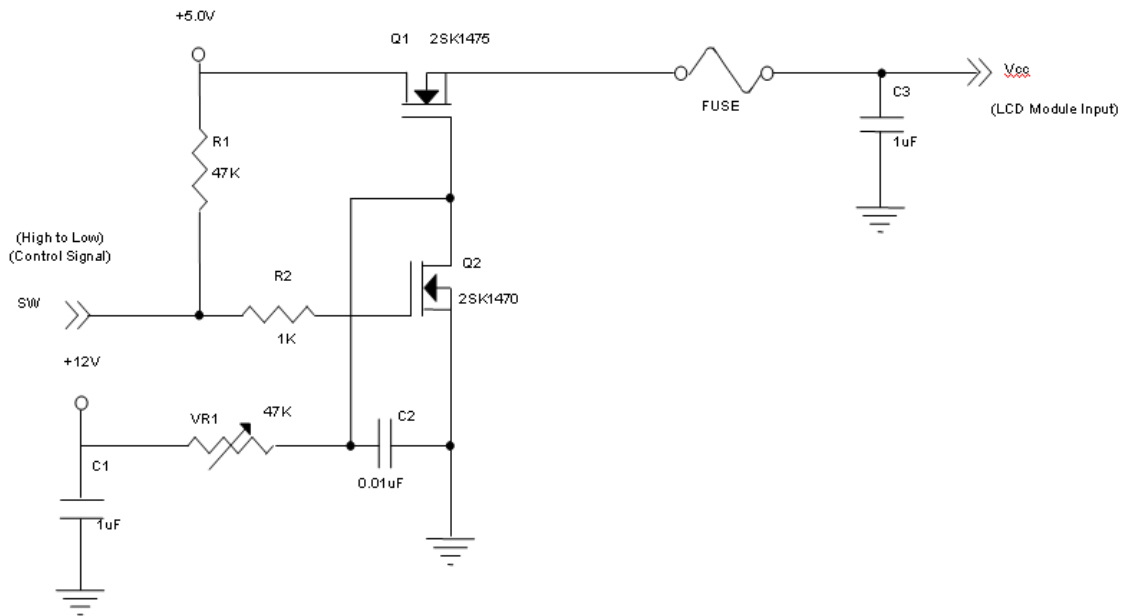 +5.0V
Q1 2SK1475
Vcc
C3
FUSE
(LCD Module Input)
R1
1uF
47K
(High to Low)
(Control Signal)
Q2
R2
SW
2SK1470
1K
+12V
47K
VR1
C2
C1
0.01uF
1uF